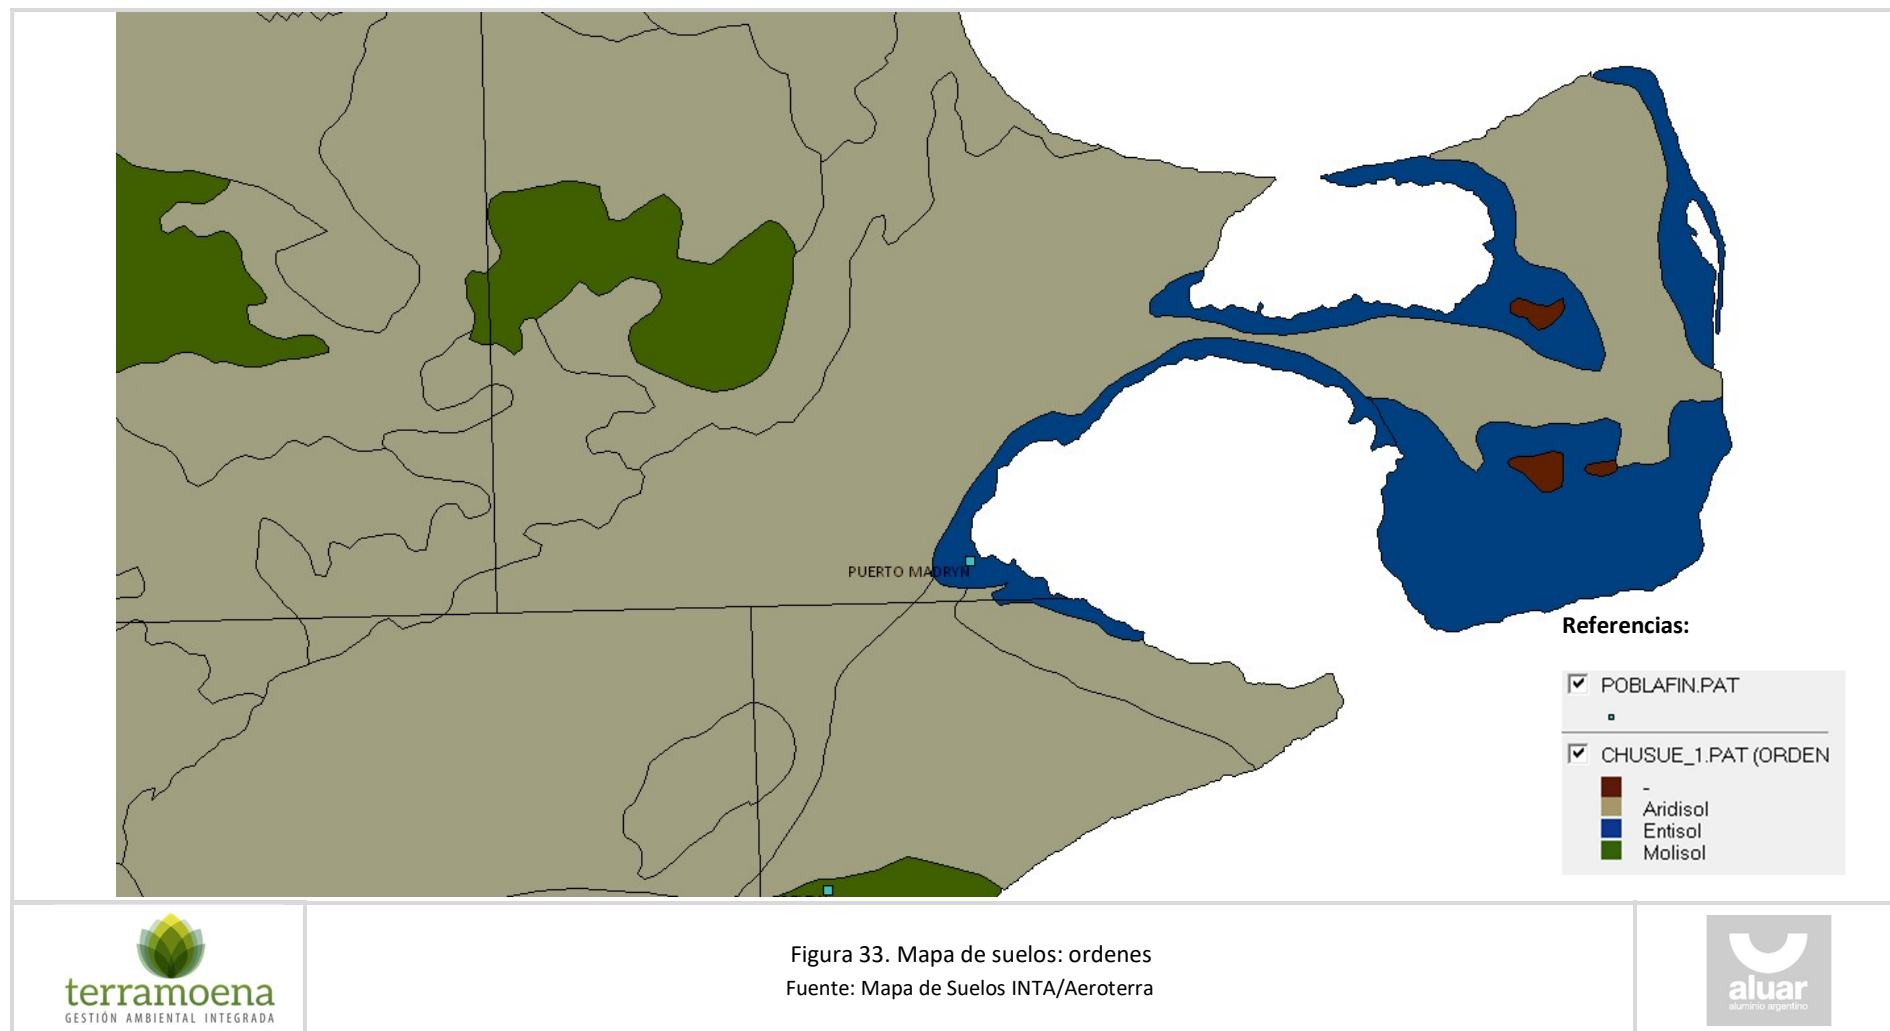 PUERTO MADRYN
Referencias:
POBLAFIN.PAT
CHUSUE_1.PAT (ORDEN
-
Aridisol
Entisol
Molisol
terramoena
GESTIÓN AMBIENTAL INTEGRADA
Figura 33. Mapa de suelos: ordenes
Fuente: Mapa de Suelos INTA/Aeroterra
aluar
aluminio argentino